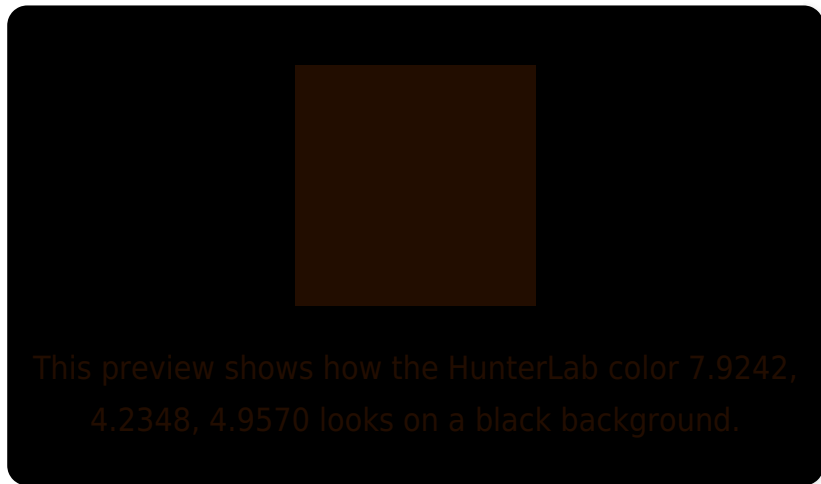 This preview shows how the HunterLab color 7.9242,
4.2348, 4.9570 looks on a black background.